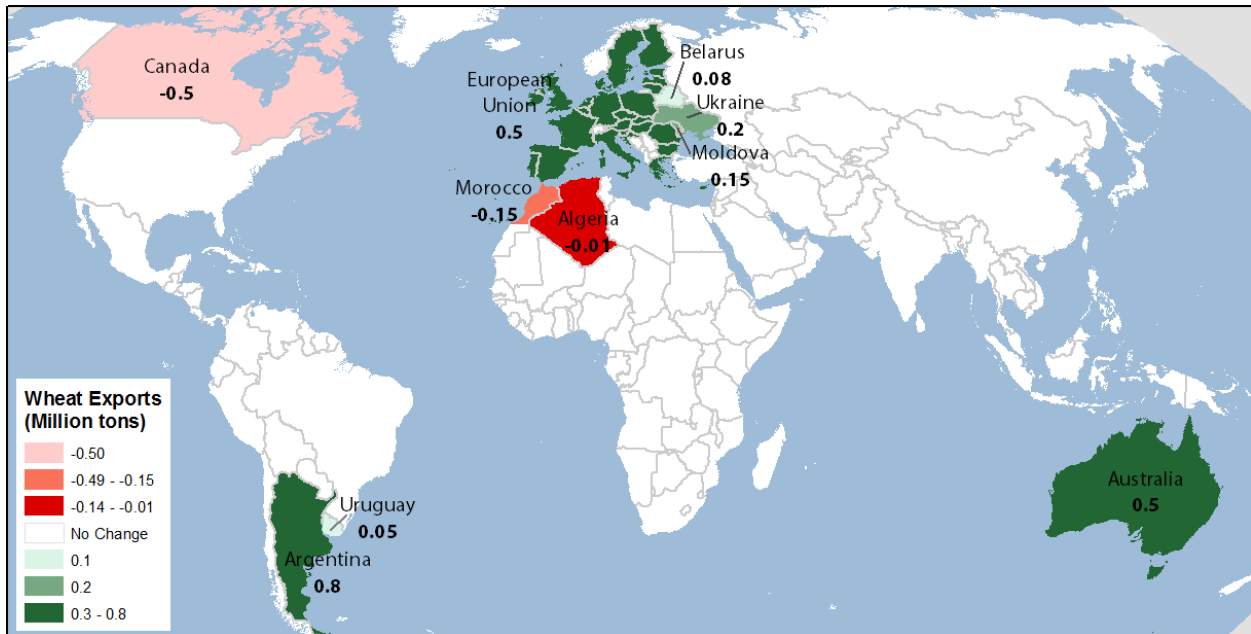 Canada
-0.5
European
Union
0.5
Belarus
0.08
Ukraine
0.2
Moldova
0.15
Morocco
-0.15
Algeria
-0.01
Uruguay
0.05
Argentina
0.8
Australia
0.5
Wheat Exports
(Million tons)
-0.50
-0.49 - -0.15
-0.14 - -0.01
No Change
0.1
0.2
0.3 - 0.8